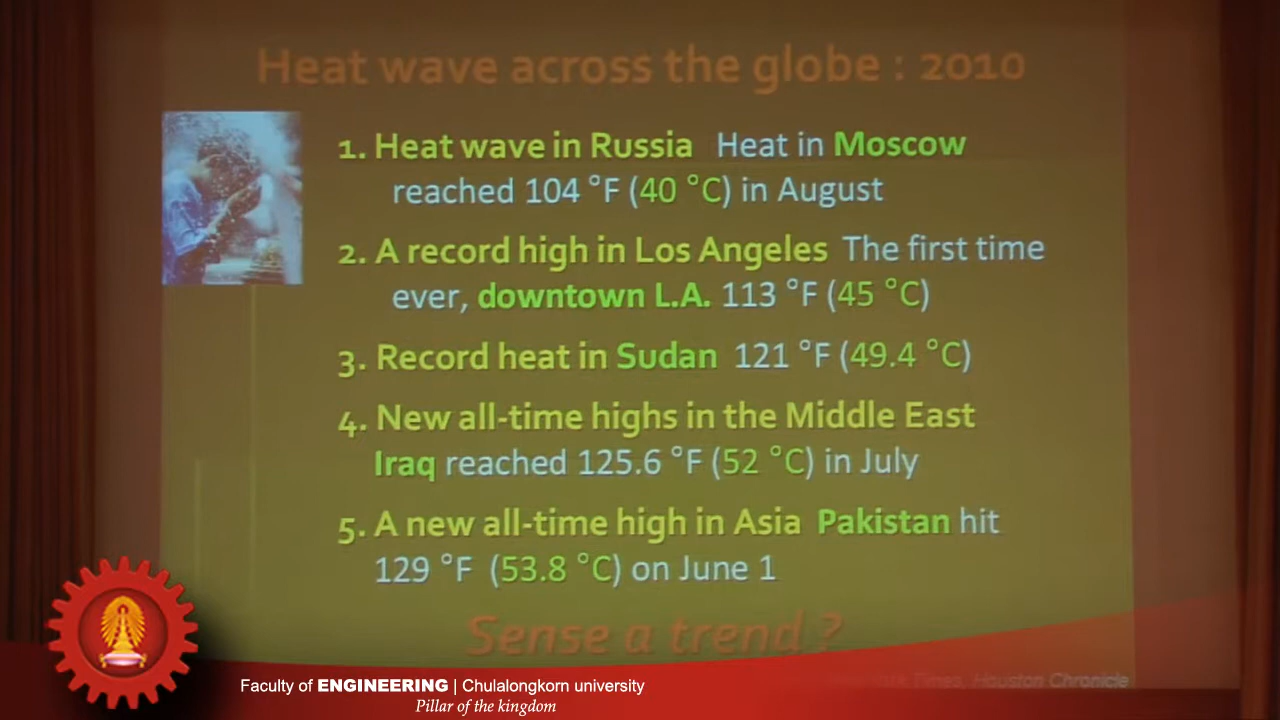 Heat wave across the globe : 2010
1. Heat wave in Russia Heat in Moscow
reached 104 °F (40 °C) in August
2. A record high in Los Angeles The first time
ever, downtown L.A. 113 °F (45 °C)
3. Record heat in Sudan 121 °F (49.4 °C)
4. New all-time highs in the Middle East
Iraq reached 125.6 °F (52 °C) in July
5. A new all-time high in Asia Pakistan hit
129 °F (53.8 °C) on June 1
Sense a trend ?
Times, Houston Chronicle
Faculty of ENGINEERING | Chulalongkorn university
Pillar of the kingdom